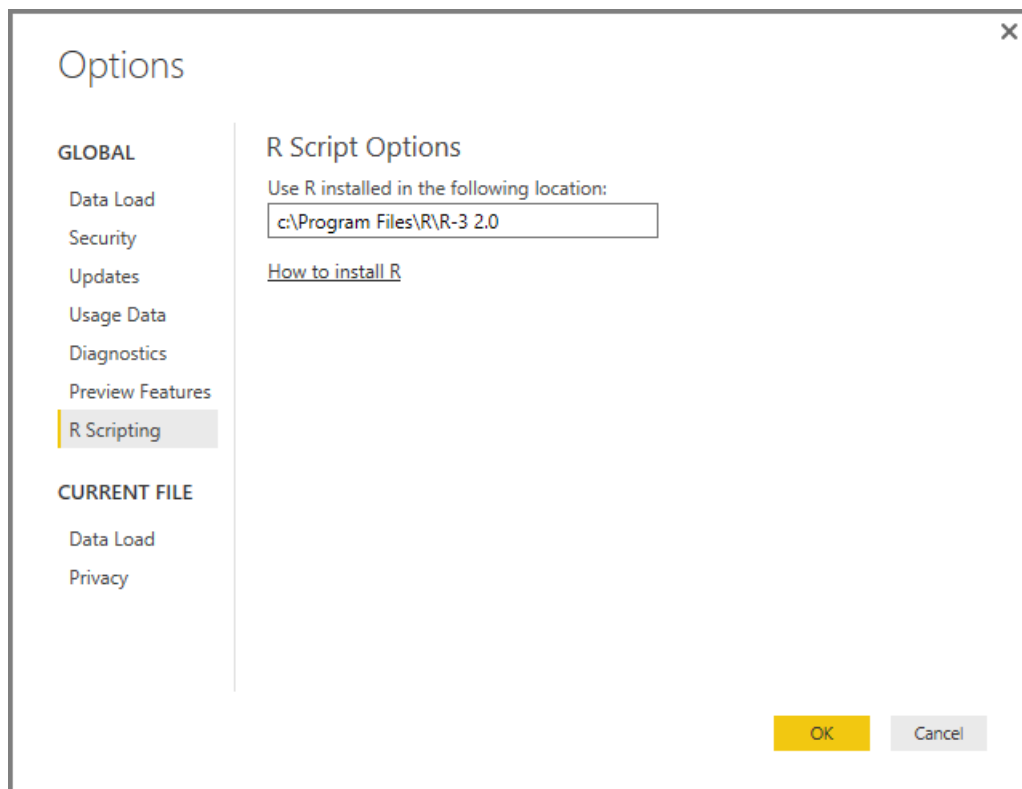 Options
GLOBAL
Data Load
Security
Updates
Usage Data
Diagnostics
Preview Features
R Scripting
CURRENT FILE
Data Load
Privacy
R Script Options
Use R installed in the following location:
c:\Program Files\R\R-3 2.0
How to install R
OK
Cancel